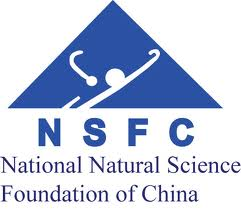 NSFC
National Natural Science
Foundation of China